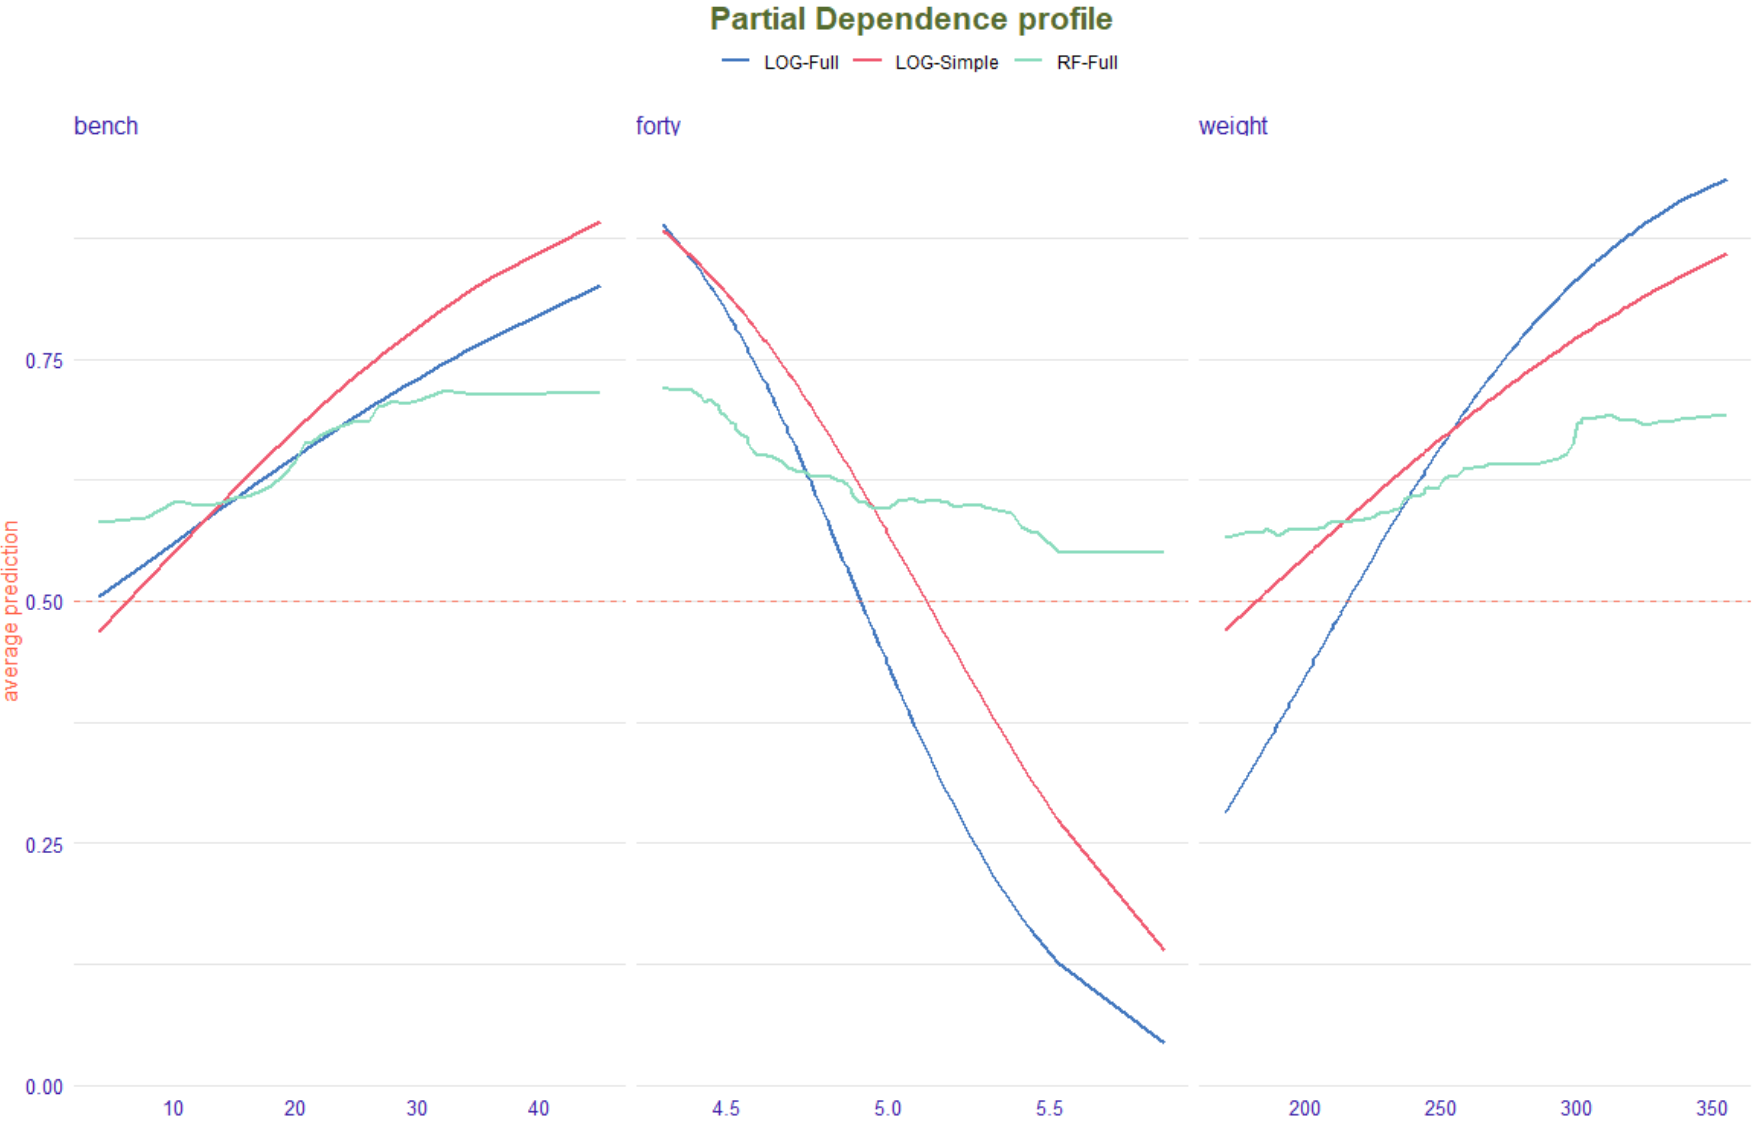 Partial Dependence profile
LOG-Full LOG-Simple RF-Full
bench forty weight
0.75
0.50
0.25
0.00
average prediction
10 20 30 40 4.5 5.0 5.5 200 250 300 350